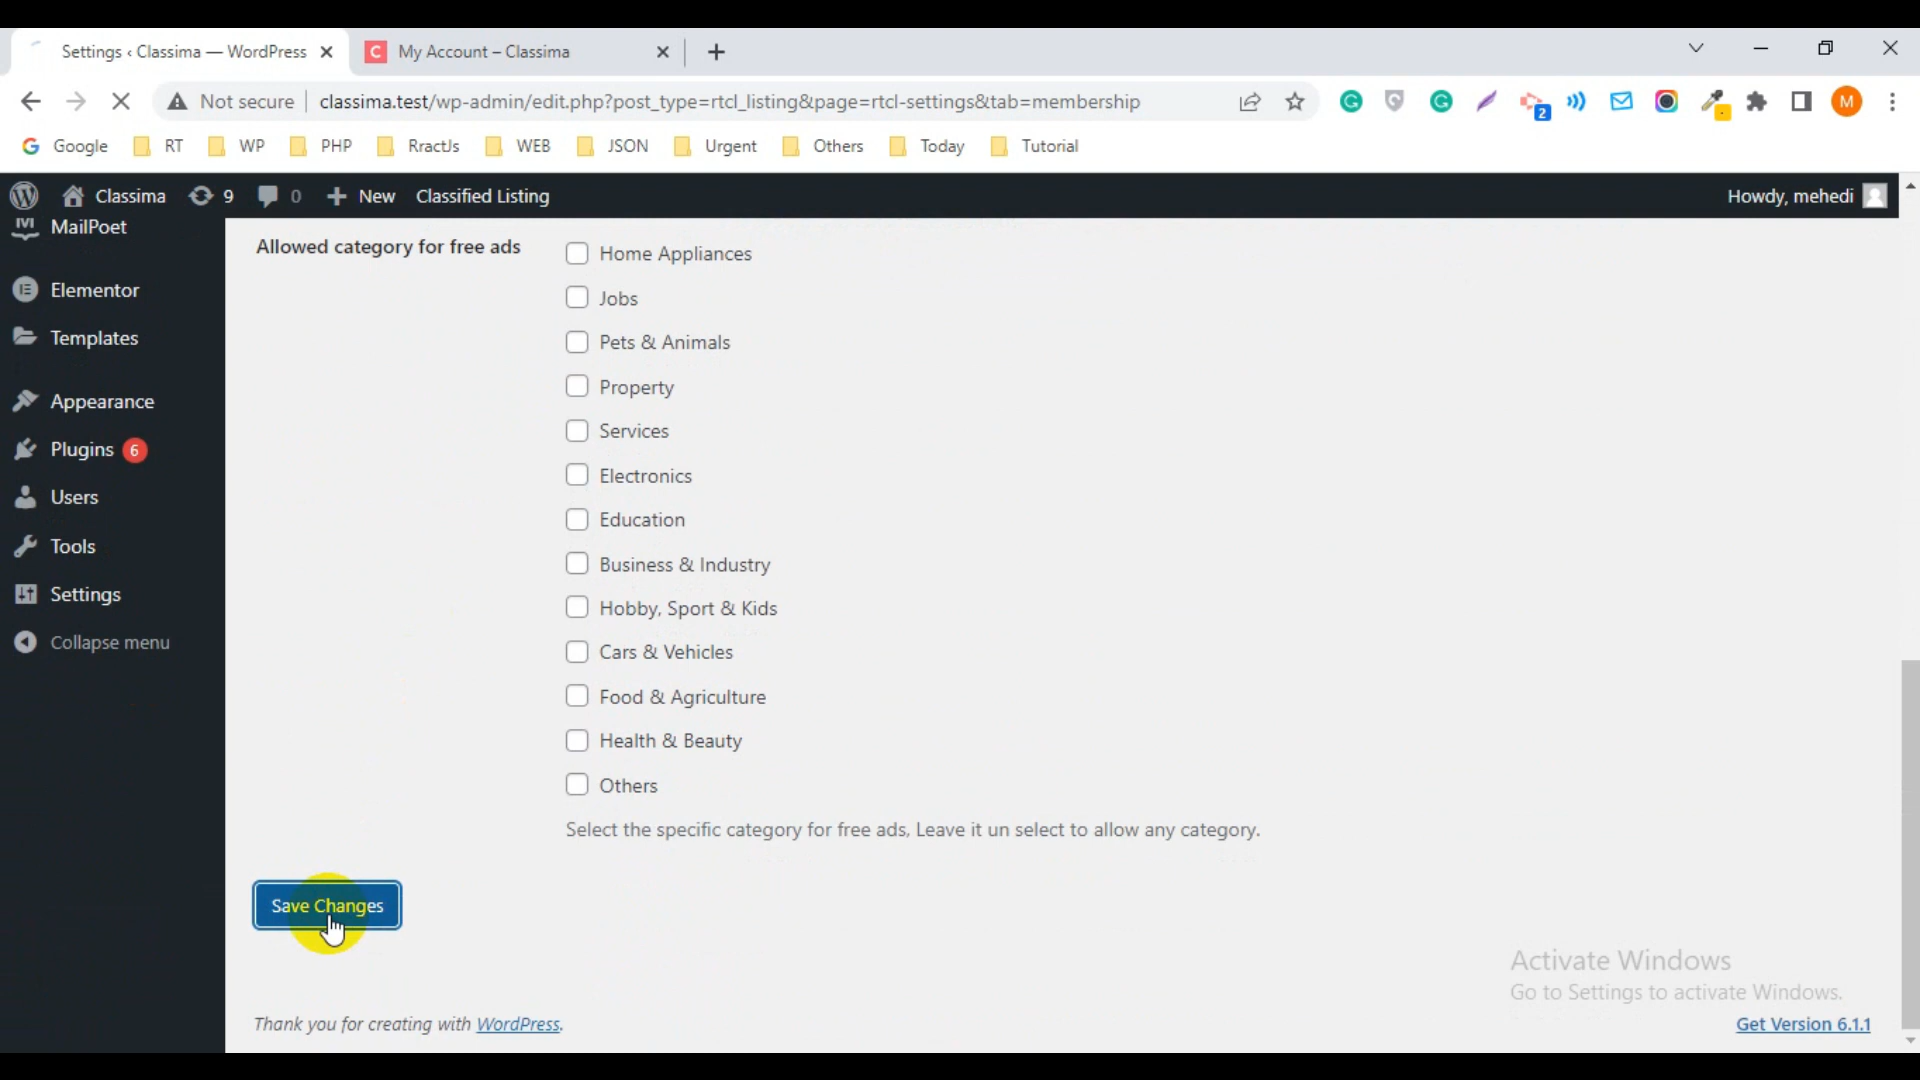 Settings ‹ Classima — WordPress
My Account – Classima
Not secure
classima.test/wp-admin/edit.php?post_type=rtcl_listing&page=rtcl-settings&tab=membership
2
M
Google
RT
WP
PHP
RractJs
WEB
JSON
Urgent
Others
Today
Tutorial
Classima
9
0
New
Classified Listing
Howdy, mehedi
MailPoet
Elementor
Templates
Appearance
Plugins 6
Users
Tools
Settings
Collapse menu
Allowed category for free ads
Home Appliances
Jobs
Pets & Animals
Property
Services
Electronics
Education
Business & Industry
Hobby, Sport & Kids
Cars & Vehicles
Food & Agriculture
Health & Beauty
Others
Select the specific category for free ads, Leave it un select to allow any category.
Save Changes
Activate Windows
Go to Settings to activate Windows.
Thank you for creating with WordPress.
Get Version 6.1.1